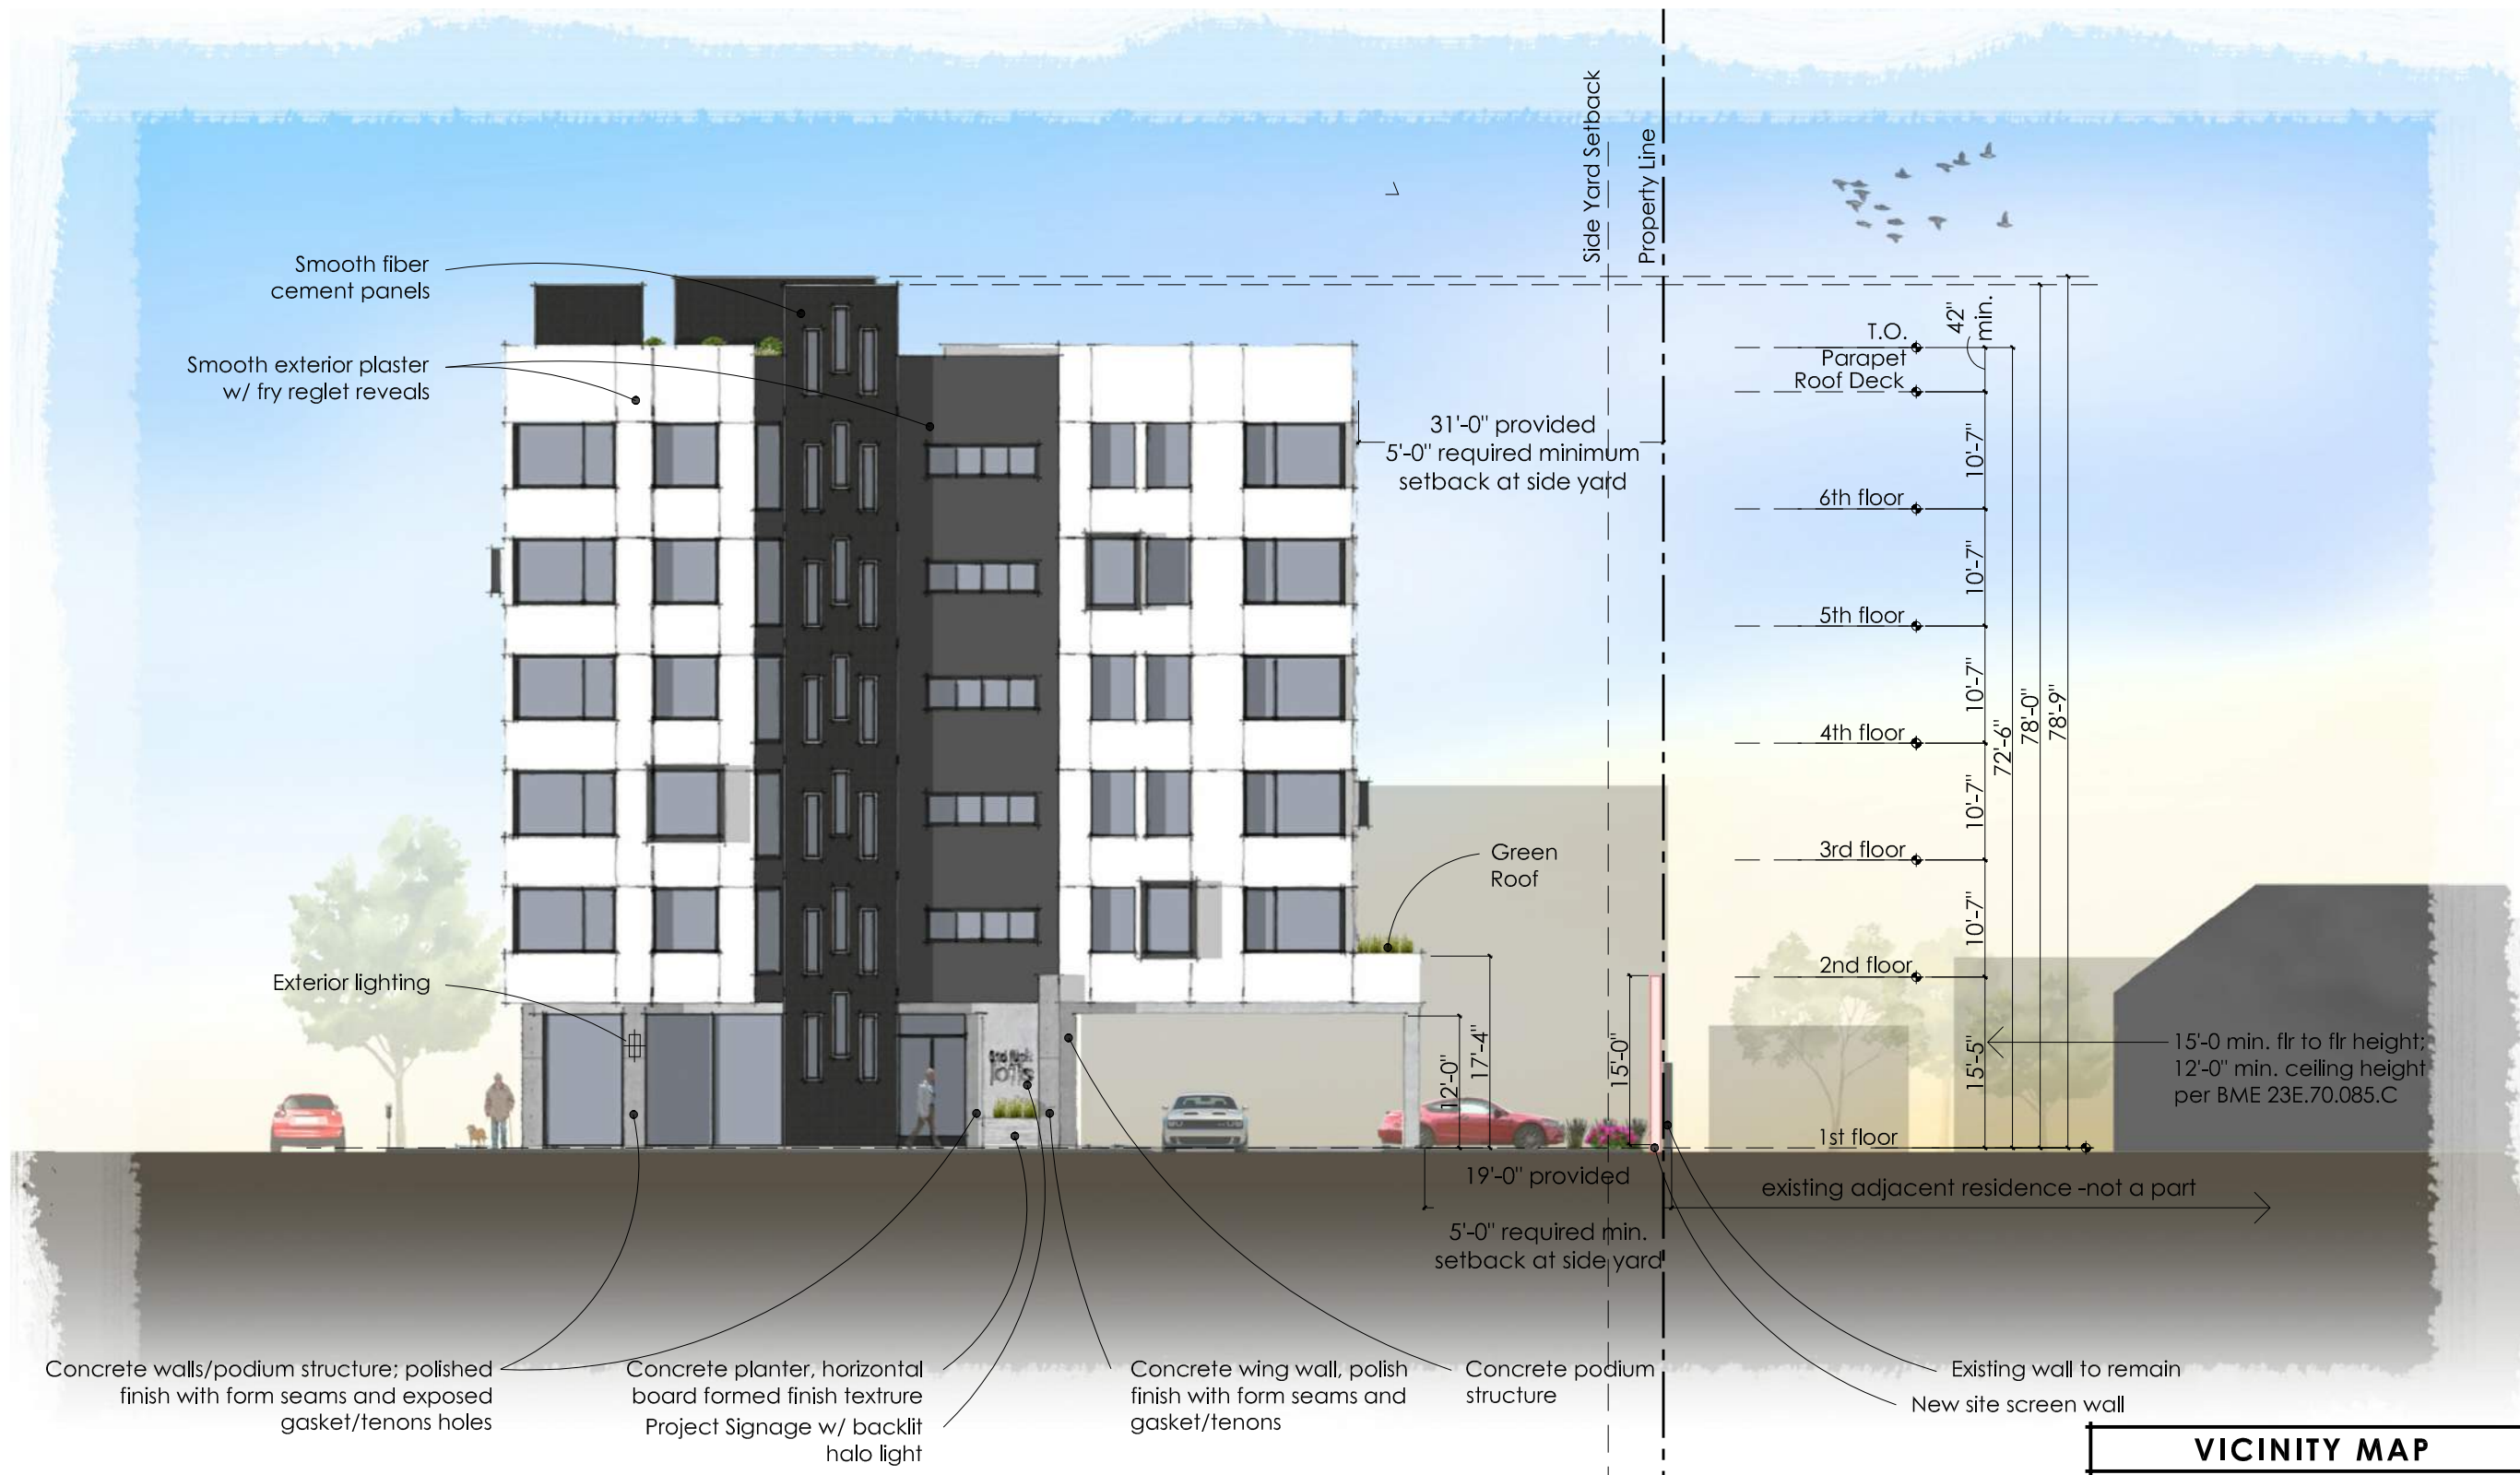 Side Yard Setback
Property Line
Smooth fiber
cement panels
Smooth exterior plaster
w/ fry reglet reveals
31'-0" provided
5'-0" required minimum
setback at side yard
42"
min.
T.O.
Parapet
Roof Deck
10'-7"
6th floor
10'-7"
5th floor
10'-7"
4th floor
10'-7"
3rd floor
10'-7"
2nd floor
15'-5"
1st floor
72'-6"
78'-0"
78'-9"
Green
Roof
Exterior lighting
lofts
12'-0"
17'-4"
15'-0"
15'-0 min. flr to flr height;
12'-0" min. ceiling height
per BME 23E.70.085.C
19'-0" provided
5'-0" required min.
setback at side yard
existing adjacent residence -not a part
Concrete walls/podium structure; polished
finish with form seams and exposed
gasket/tenons holes
Concrete planter, horizontal
board formed finish textrure
Project Signage w/ backlit
halo light
Concrete wing wall, polish
finish with form seams and
gasket/tenons
Concrete podium
structure
Existing wall to remain
New site screen wall
VICINITY MAP